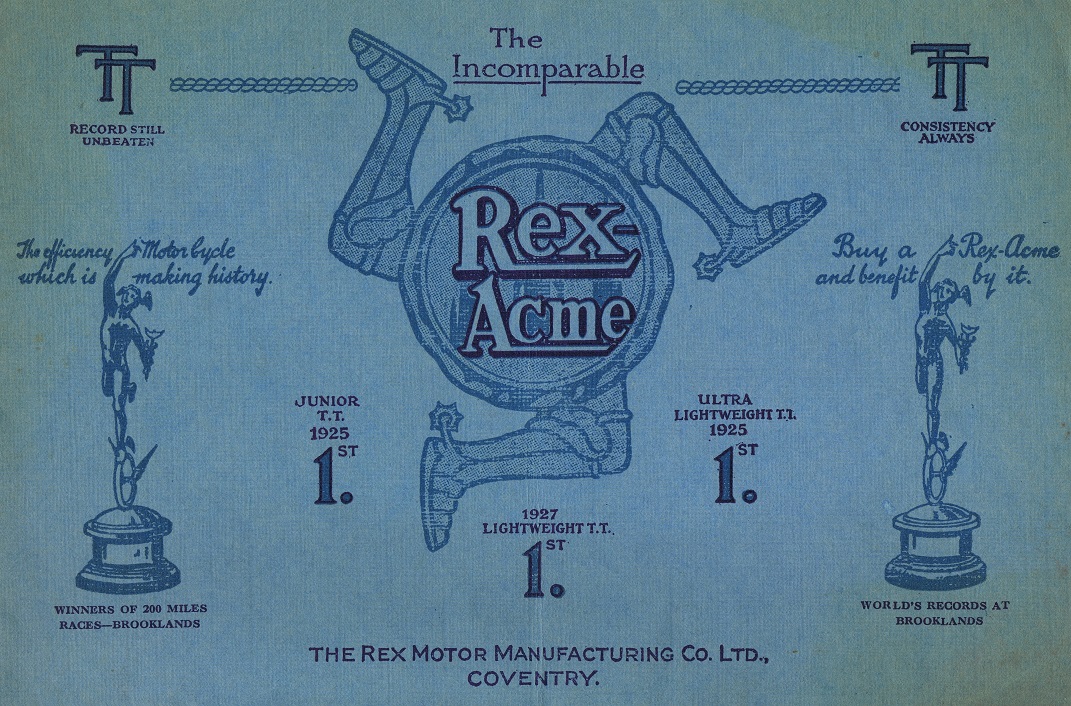 The
Incomparable
TT
RECORD STILL
UNBEATEN
TT
CONSISTENCY
ALWAYS
Rex-
Acme
The efficiency Motor Cycle
which is making history.
Buy a Rex-Acme
and benefit by it.
JUNIOR
T.T.
1925
1.ST
ULTRA
LIGHTWEIGHT T.T.
1925
1.ST
1927
LIGHTWEIGHT T.T.
1.ST
WINNERS OF 200 MILES
RACES—BROOKLANDS
WORLD'S RECORDS AT
BROOKLANDS
THE REX MOTOR MANUFACTURING CO. LTD.,
COVENTRY.